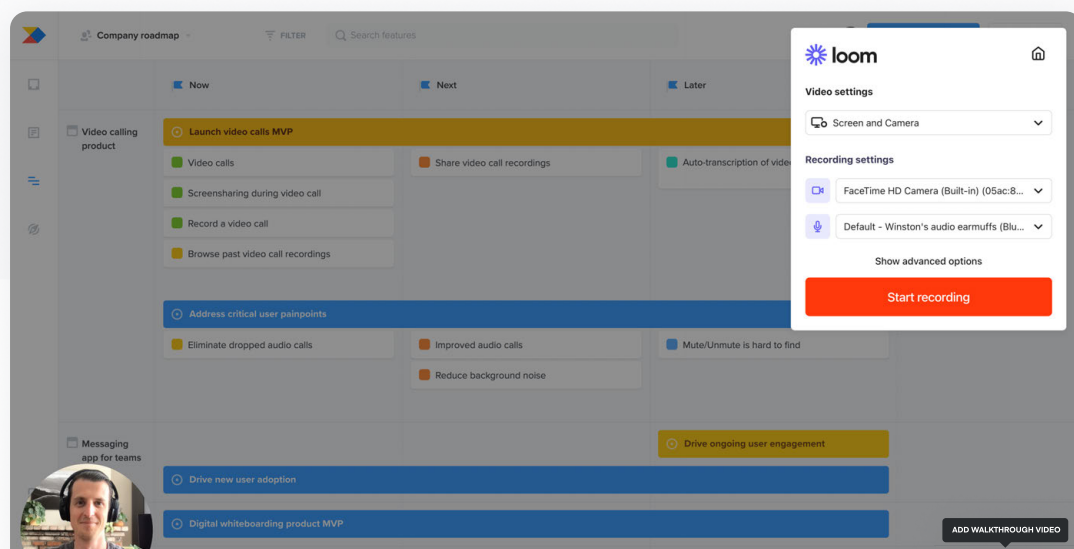 Company roadmap
FILTER
Search features
Now
Next
Later
Video calling
product
Launch video calls MVP
Video calls
Share video call recordings
Auto-transcription of video
Screensharing during video call
Record a video call
Browse past video call recordings
Address critical user painpoints
Eliminate dropped audio calls
Improved audio calls
Mute/Unmute is hard to find
Reduce background noise
Messaging
app for teams
Drive ongoing user engagement
Drive new user adoption
Digital whiteboarding product MVP
loom
Video settings
Screen and Camera
Recording settings
FaceTime HD Camera (Built-in) (05ac:8...
Default - Winston's audio earmuffs (Blu...
Show advanced options
Start recording
ADD WALKTHROUGH VIDEO